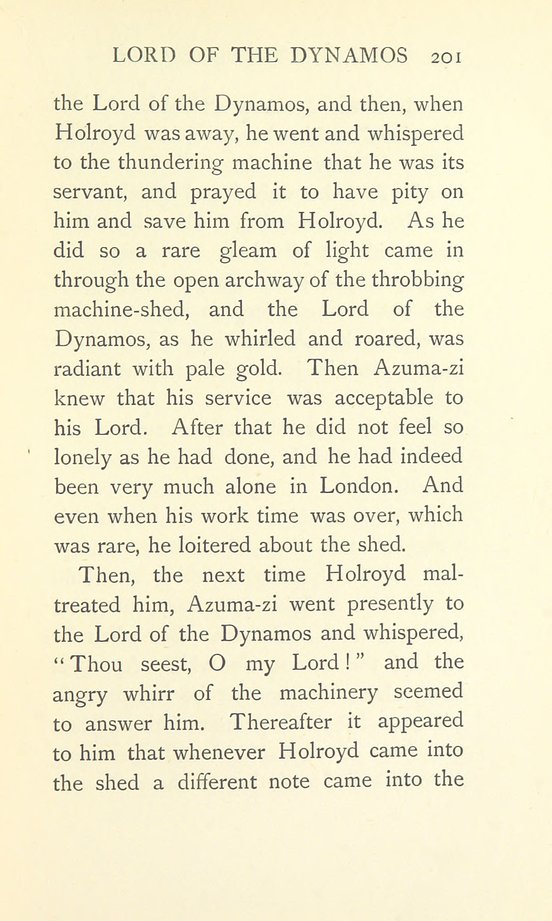 LORD OF THE DYNAMOS 201
the Lord of the Dynamos, and then, when
Holroyd was away, he went and whispered
to the thundering machine that he was its
servant, and prayed it to have pity on
him and save him from Holroyd. As he
did so a rare gleam of light came in
through the open archway of the throbbing
machine-shed, and the Lord of the
Dynamos, as he whirled and roared, was
radiant with pale gold. Then Azuma-zi
knew that his service was acceptable to
his Lord. After that he did not feel so
lonely as he had done, and he had indeed
been very much alone in London. And
even when his work time was over, which
was rare, he loitered about the shed.
Then, the next time Holroyd mal-
treated him, Azuma-zi went presently to
the Lord of the Dynamos and whispered,
“Thou seest, O my Lord!” and the
angry whirr of the machinery seemed
to answer him. Thereafter it appeared
to him that whenever Holroyd came into
the shed a different note came into the